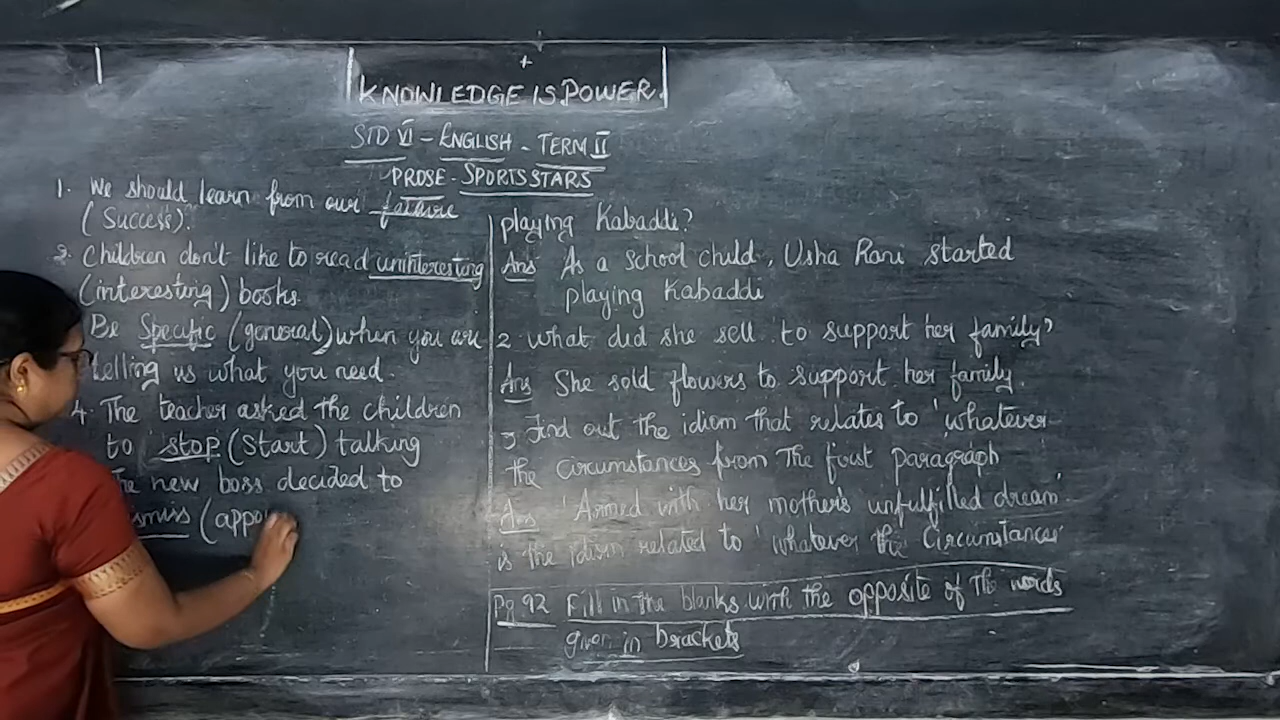 KNOWLEDGE IS POWER.
STD VI - ENGLISH - TERM II
PROSE - SPORTS STARS
1. We should learn from our failure
(Success).
2. Children don't like to read uninteresting
(interesting) books.
Be Specific (general) when you are
telling us what you need.
4. The teacher asked the children
to stop (Start) talking
The new boss decided to
smiss (appo
playing Kabaddi?
Ans As a School child, Usha Rani started
playing Kabaddi
2. What did she sell to support her family?
Ans She sold flowers to support her family.
3 Find out the idiom that relates to 'whatever
the circumstances from The first paragraph
Ans 'Armed with her mother's unfulfilled dream'
is the idiom related to 'whatever the Circumstances'
Pg 92 Fill in the blanks with the opposite of the words
given in brackets